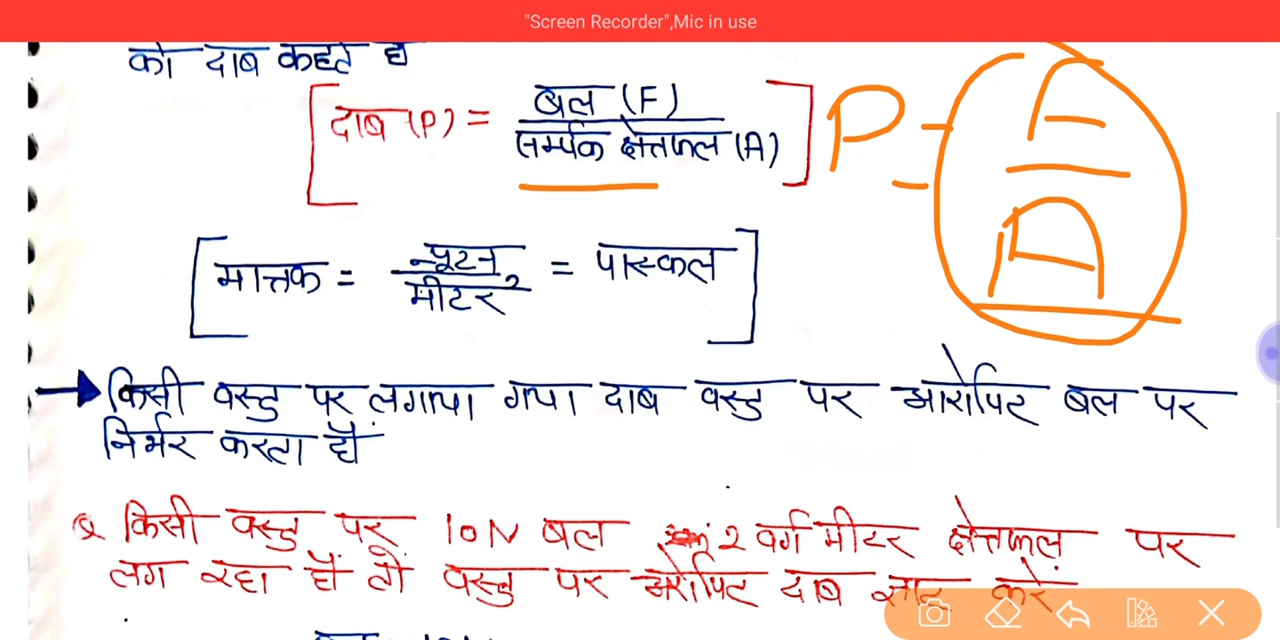 "Screen Recorder",Mic in use
को दाब कहते है
[दाब (P) = बल (F) / सम्पर्क क्षेत्रफल (A)] P = F / A
[मात्रक = न्यूटन / मीटर² = पास्कल]
किसी वस्तु पर लगाया गया दाब वस्तु पर आरोपित बल पर
निर्भर करता है
Q किसी वस्तु पर 10N बल 2 वर्ग मीटर क्षेत्रफल पर
लग रहा है तो वस्तु पर आरोपित दाब ज्ञात करे